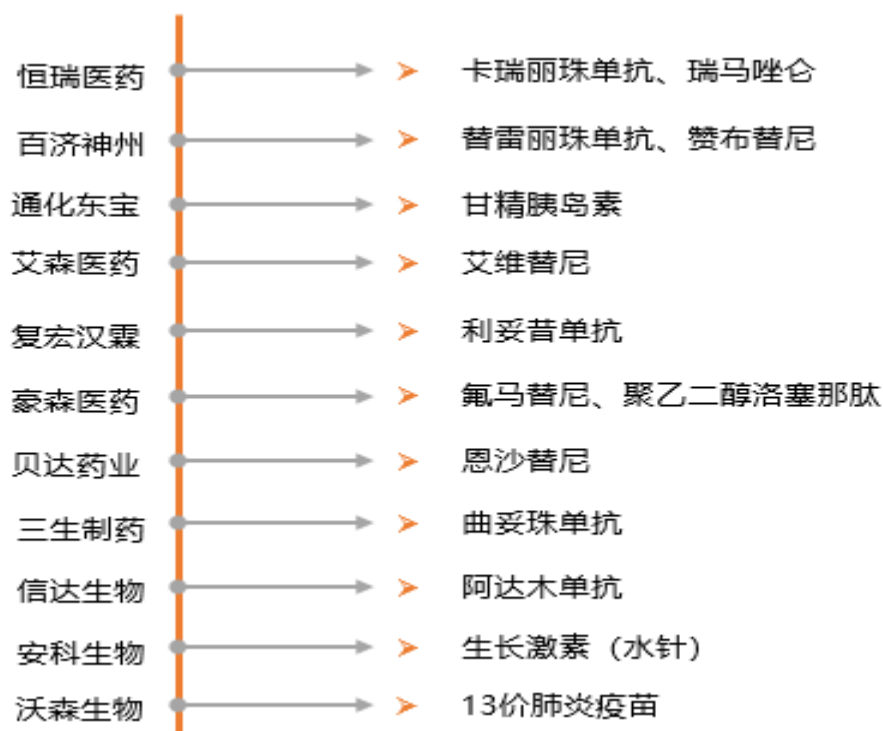 恒瑞医药 卡瑞丽珠单抗、瑞马唑仑
百济神州 替雷丽珠单抗、赞布替尼
通化东宝 甘精胰岛素
艾森医药 艾维替尼
复宏汉霖 利妥昔单抗
豪森医药 氟马替尼、聚乙二醇洛塞那肽
贝达药业 恩沙替尼
三生制药 曲妥珠单抗
信达生物 阿达木单抗
安科生物 生长激素（水针）
沃森生物 13价肺炎疫苗